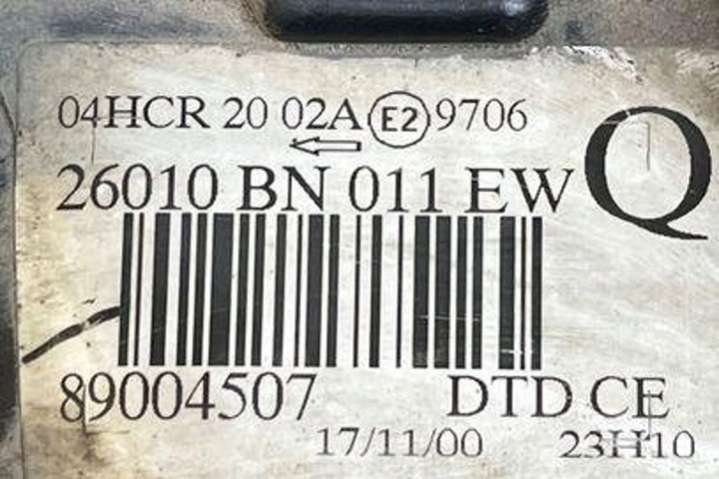 04HCR 20 02A E2 9706
26010 BN 011 EW Q
89004507 DTD CE
17/11/00 23H10